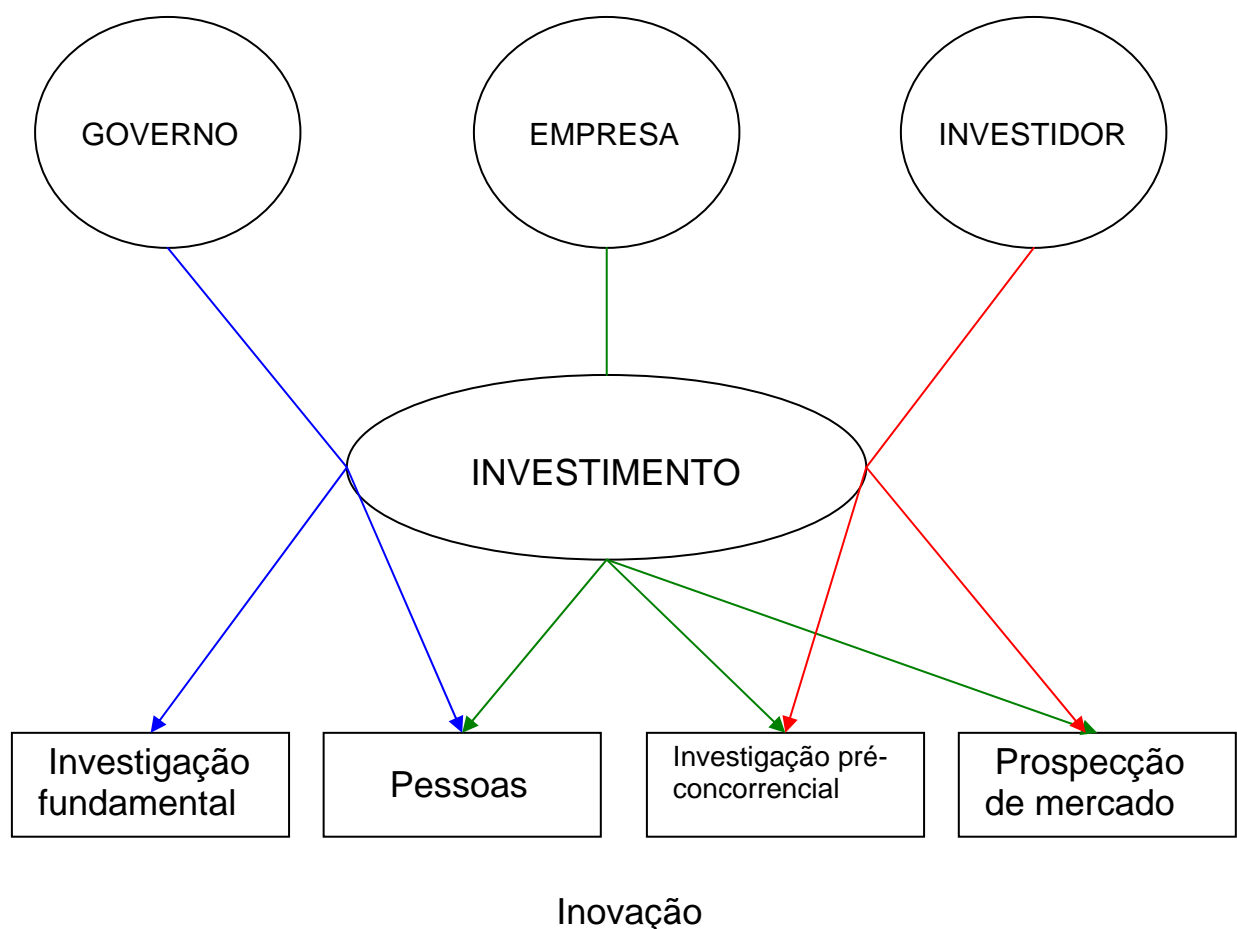 GOVERNO
EMPRESA
INVESTIDOR
INVESTIMENTO
Investigação
fundamental
Pessoas
Investigação pré-
concorrencial
Prospecção
de mercado
Inovação